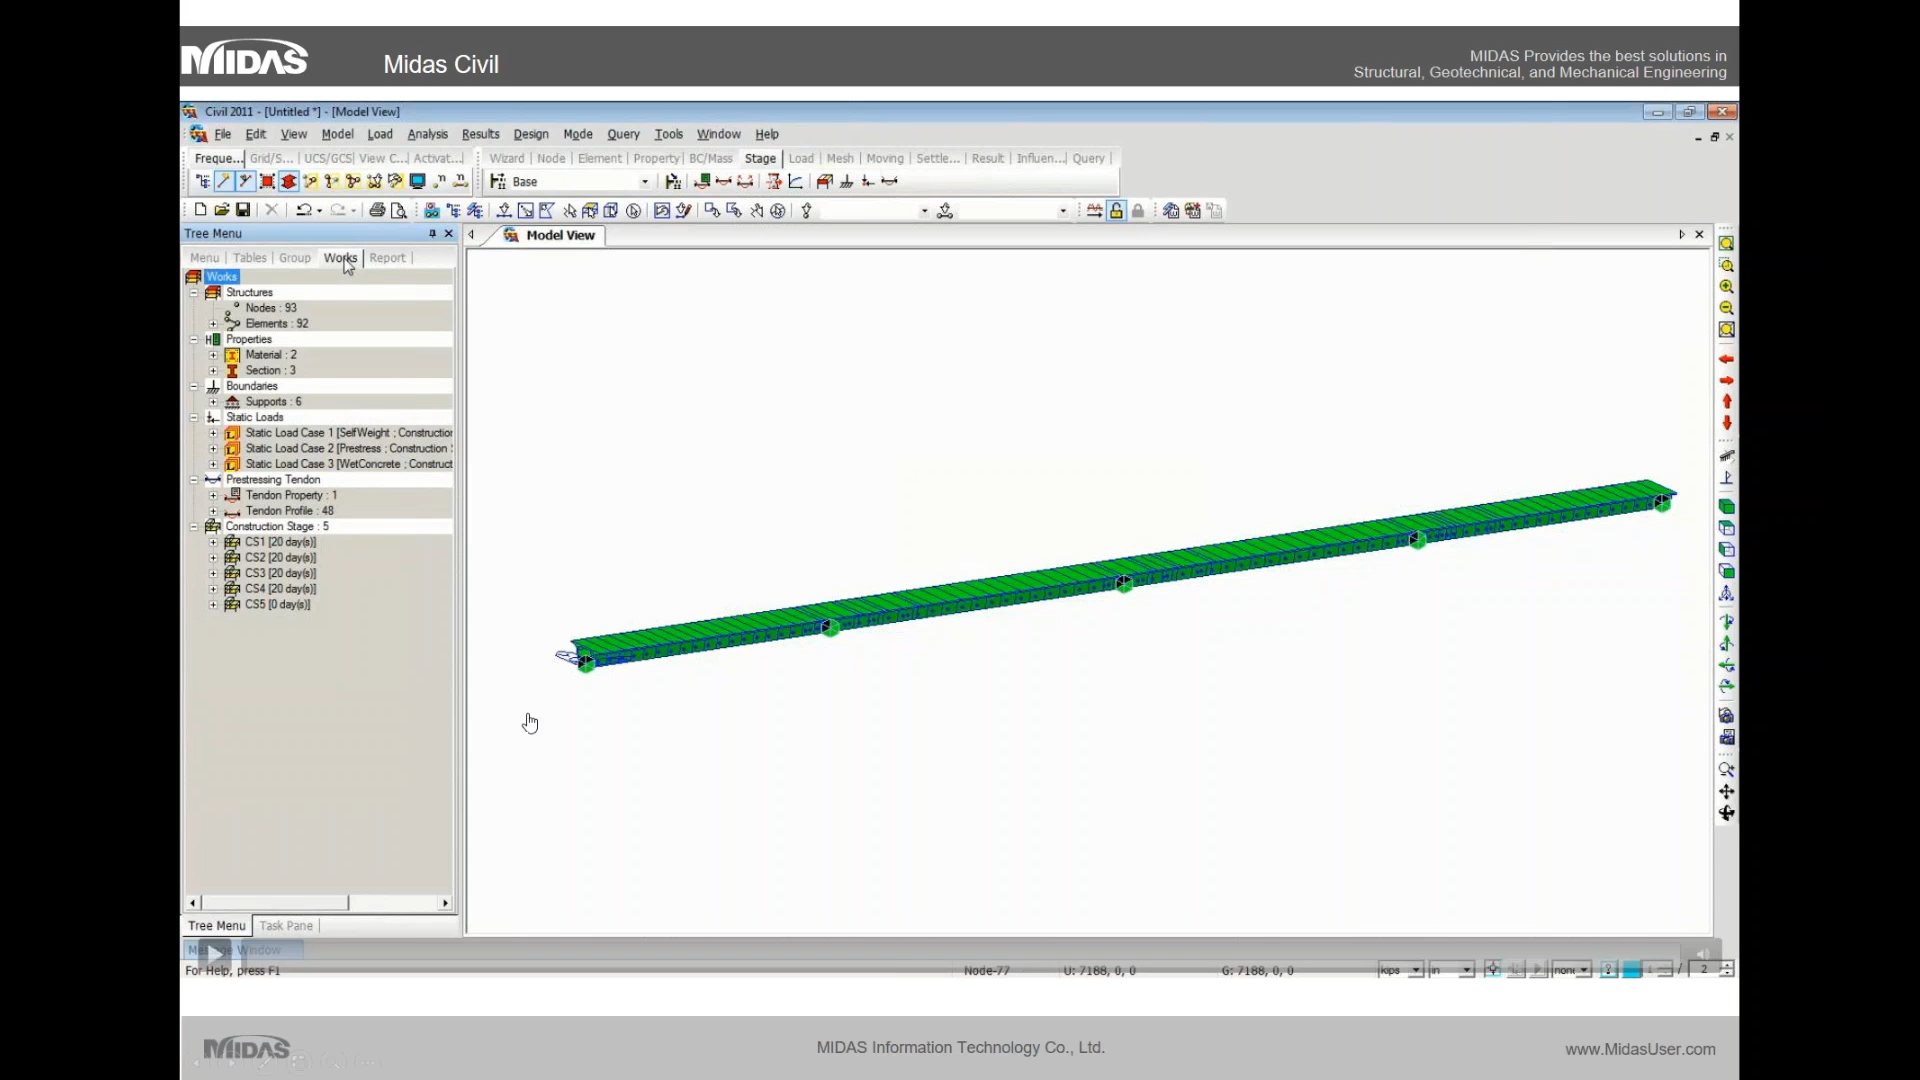 MIDAS
Midas Civil
MIDAS Provides the best solutions in
Structural, Geotechnical, and Mechanical Engineering
Civil 2011 - [Untitled *] - [Model View]
File Edit View Model Load Analysis Results Design Mode Query Tools Window Help
Freque... Grid/S... UCS/GCS View C... Activat... Wizard Node Element Property BC/Mass Stage Load Mesh Moving Settle... Result Influen... Query
Base
Tree Menu
Model View
Menu Tables Group Works Report
Works
Structures
Nodes : 93
Elements : 92
Properties
Material : 2
Section : 3
Boundaries
Supports : 6
Static Loads
Static Load Case 1 [SelfWeight ; Construction
Static Load Case 2 [Prestress ; Construction
Static Load Case 3 [WetConcrete ; Construct
Prestressing Tendon
Tendon Property : 1
Tendon Profile : 48
Construction Stage : 5
CS1 [20 day(s)]
CS2 [20 day(s)]
CS3 [20 day(s)]
CS4 [20 day(s)]
CS5 [0 day(s)]
Tree Menu Task Pane
Message Window
For Help, press F1
Node-77 U: 7188, 0, 0 G: 7188, 0, 0 kips in none / 2
MIDAS
MIDAS Information Technology Co., Ltd.
www.MidasUser.com